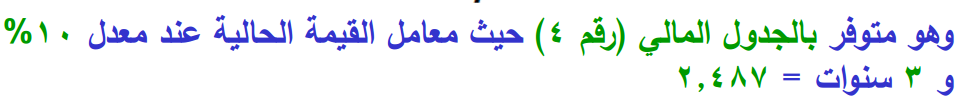 وهو متوفر بالجدول المالي (رقم ٤) حيث معامل القيمة الحالية عند معدل ١٠%
و ٣ سنوات = ٢,٤٨٧